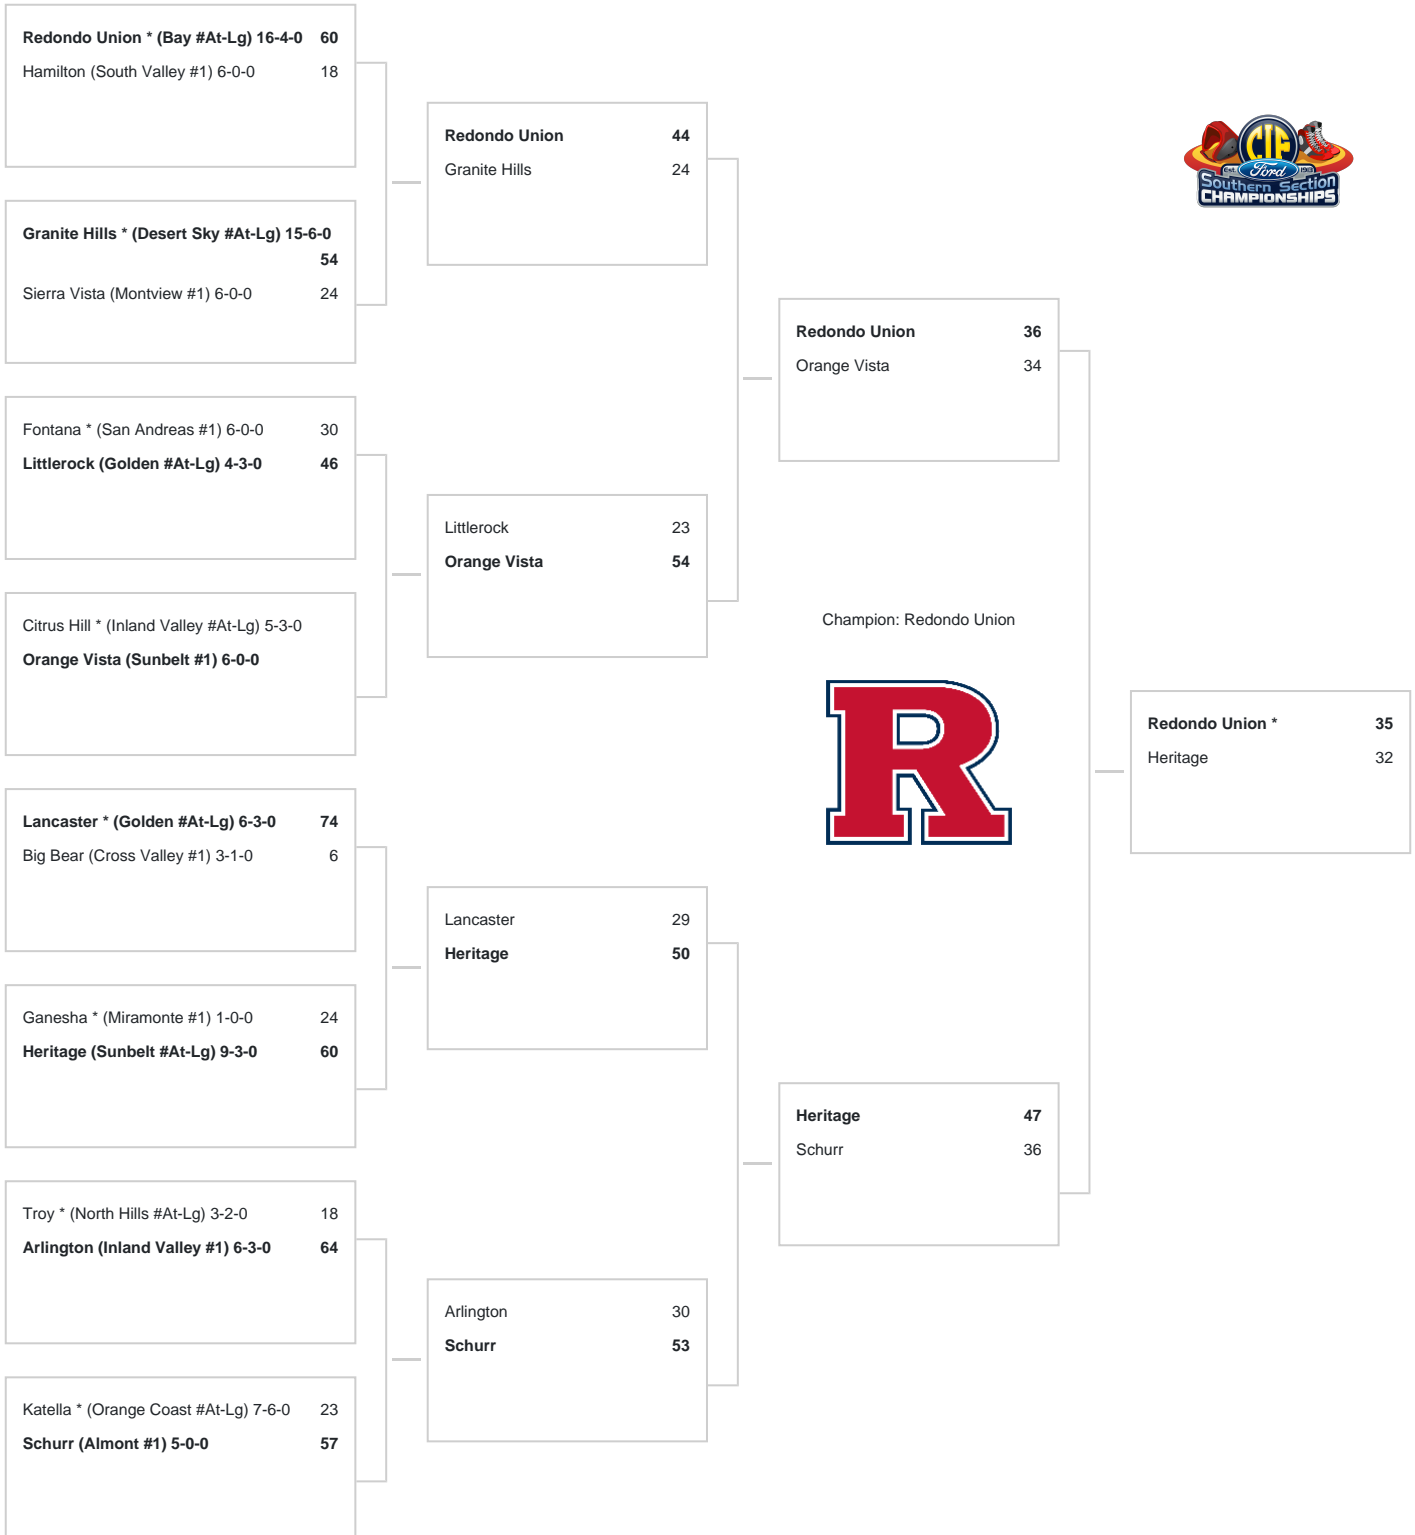 Redondo Union * (Bay #At-Lg) 16-4-0 60
Hamilton (South Valley #1) 6-0-0 18
Granite Hills * (Desert Sky #At-Lg) 15-6-0
54
Sierra Vista (Montview #1) 6-0-0 24
Fontana * (San Andreas #1) 6-0-0 30
Littlerock (Golden #At-Lg) 4-3-0 46
Citrus Hill * (Inland Valley #At-Lg) 5-3-0
Orange Vista (Sunbelt #1) 6-0-0
Lancaster * (Golden #At-Lg) 6-3-0 74
Big Bear (Cross Valley #1) 3-1-0 6
Ganesha * (Miramonte #1) 1-0-0 24
Heritage (Sunbelt #At-Lg) 9-3-0 60
Troy * (North Hills #At-Lg) 3-2-0 18
Arlington (Inland Valley #1) 6-3-0 64
Katella * (Orange Coast #At-Lg) 7-6-0 23
Schurr (Almont #1) 5-0-0 57
Redondo Union 44
Granite Hills 24
Littlerock 23
Orange Vista 54
Lancaster 29
Heritage 50
Arlington 30
Schurr 53
Redondo Union 36
Orange Vista 34
Champion: Redondo Union
R
Heritage 47
Schurr 36
CIF
Est. 1913
Ford
Southern Section
CHAMPIONSHIPS
Redondo Union * 35
Heritage 32